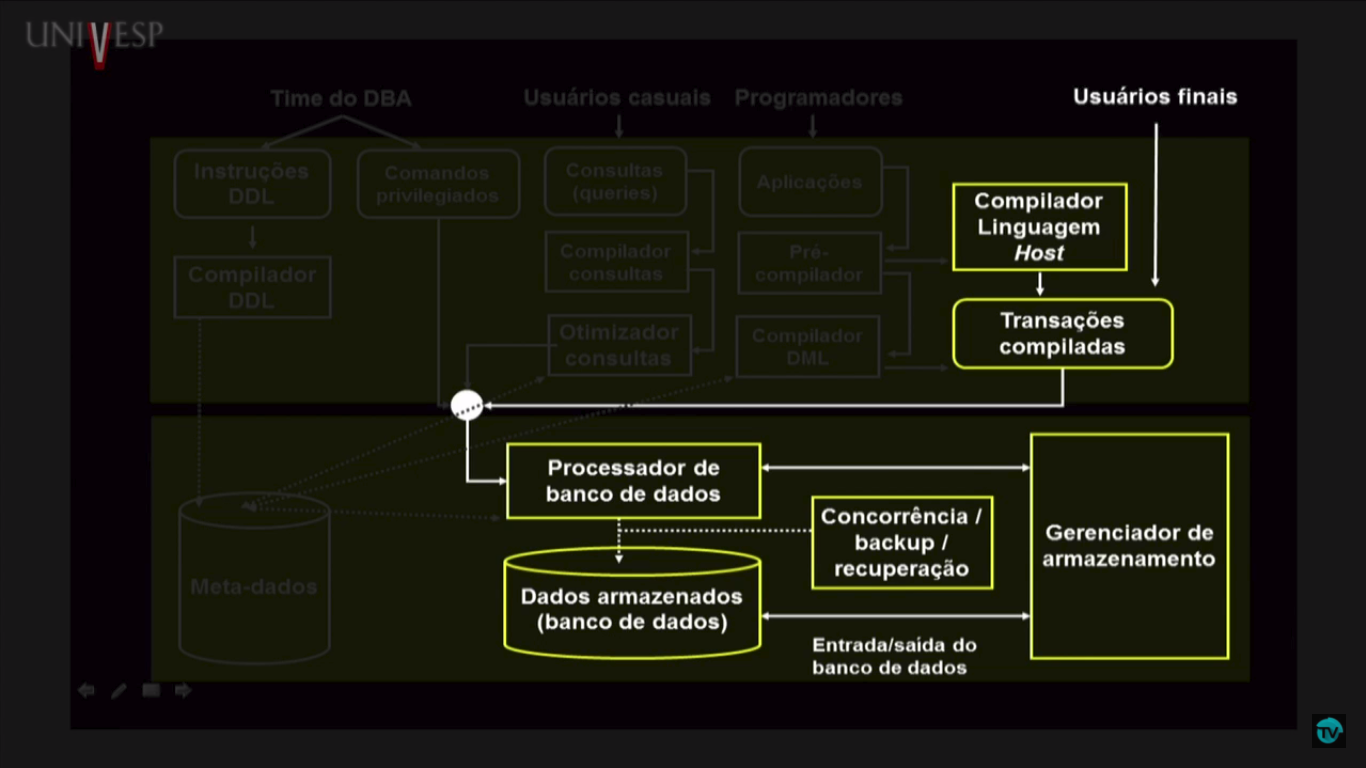 UNIVESP
Time do DBA
Usuários casuais
Programadores
Usuários finais
Instruções
DDL
Comandos
privilegiados
Consultas
(queries)
Aplicações
Compilador
Linguagem
Host
Compilador
DDL
Compilador
consultas
Pré-
compilador
Otimizador
consultas
Compilador
DML
Transações
compiladas
Processador de
banco de dados
Concorrência /
backup /
recuperação
Gerenciador de
armazenamento
Meta-dados
Dados armazenados
(banco de dados)
Entrada/saída do
banco de dados
TV